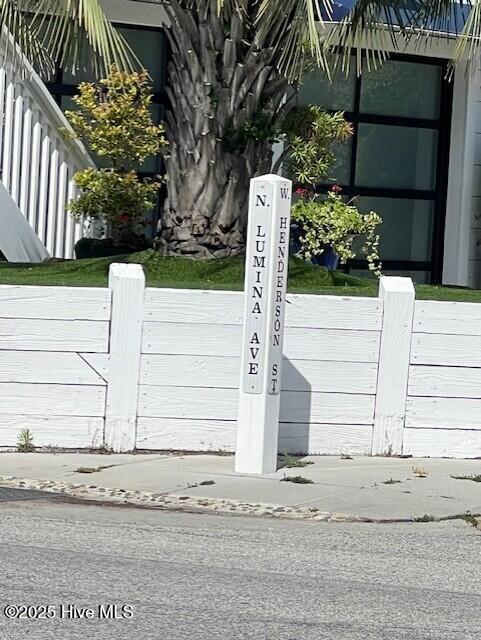 N. LUMINA AVE
W. HENDERSON ST
©2025 Hive MLS